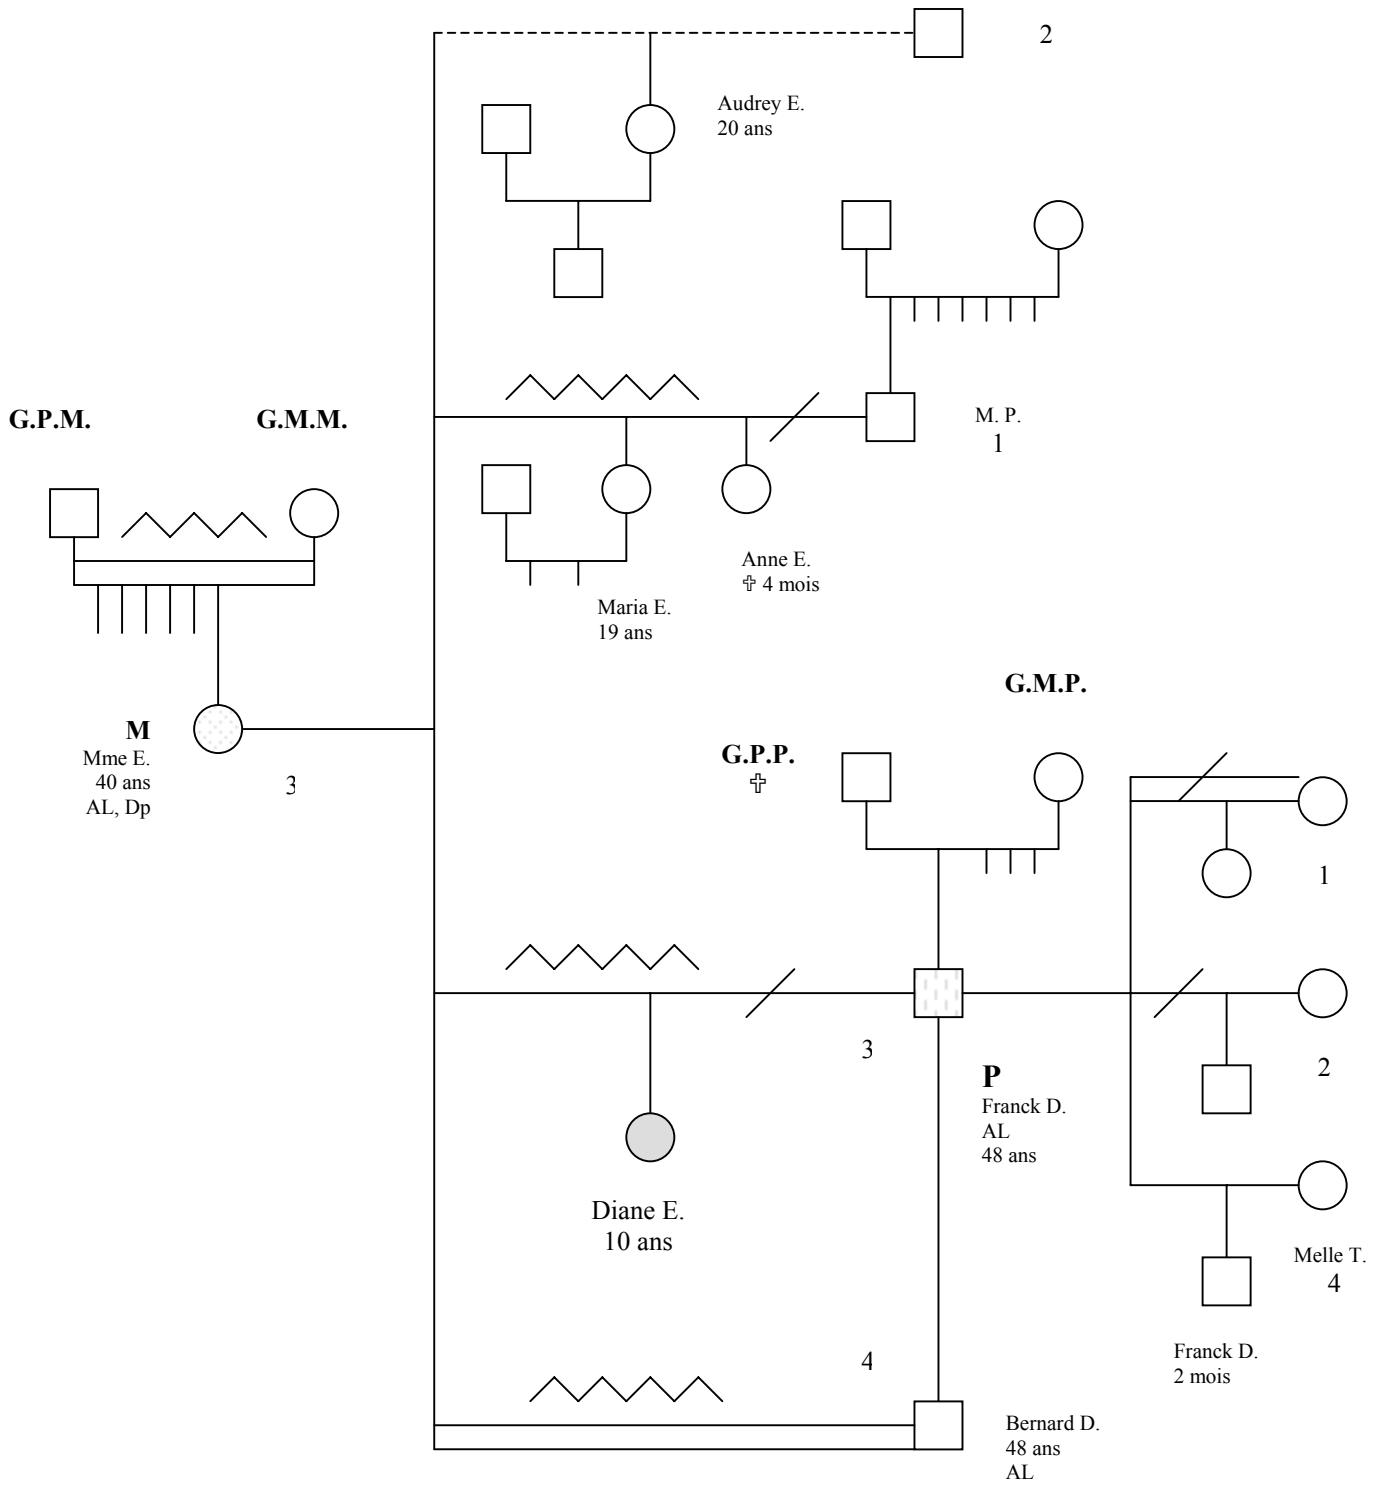 2
Audrey E.
20 ans
G.P.M.
G.M.M.
M. P.
1
Anne E.
✞ 4 mois
Maria E.
19 ans
G.M.P.
M
Mme E.
40 ans
AL, Dp
3
G.P.P.
✞
1
3
P
Franck D.
AL
48 ans
2
Diane E.
10 ans
Melle T.
4
Franck D.
2 mois
4
Bernard D.
48 ans
AL